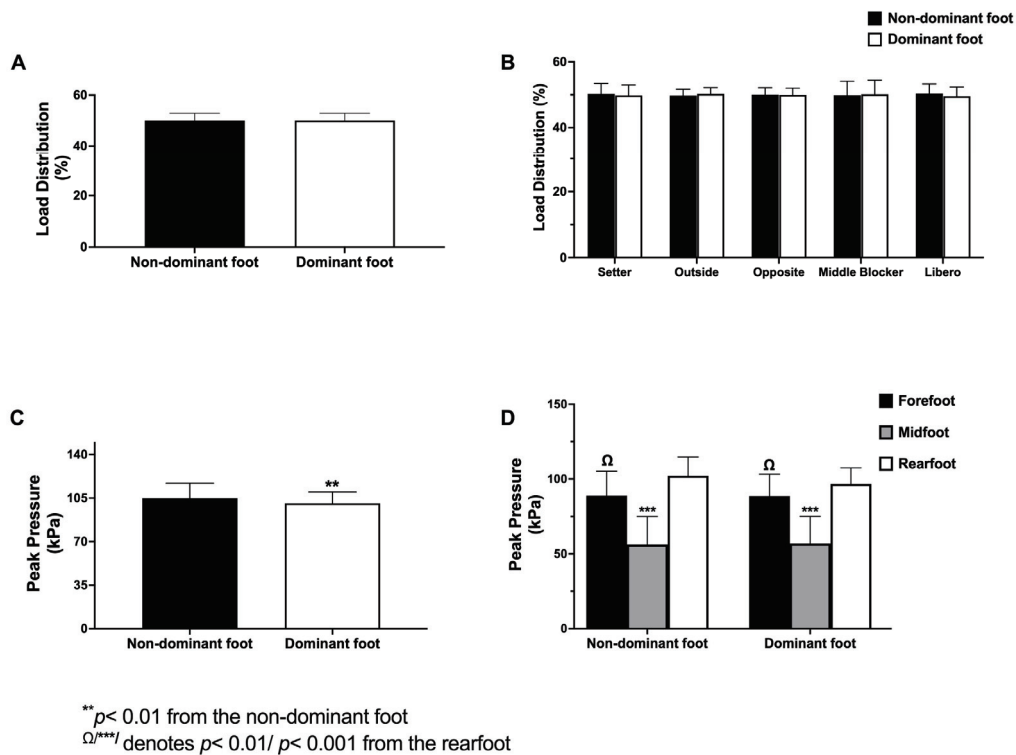 Non-dominant foot
Dominant foot
A
B
Load Distribution
(%)
60
40
20
0
Non-dominant foot
Dominant foot
Load Distribution (%)
60
40
20
0
Setter
Outside
Opposite
Middle Blocker
Libero
C
D
Peak Pressure
(kPa)
140
105
70
35
0
**
Non-dominant foot
Dominant foot
Forefoot
Midfoot
Rearfoot
Peak Pressure
(kPa)
150
100
50
0
Ω
***
Ω
***
Non-dominant foot
Dominant foot
**p< 0.01 from the non-dominant foot
Ω/***/ denotes p< 0.01/ p< 0.001 from the rearfoot